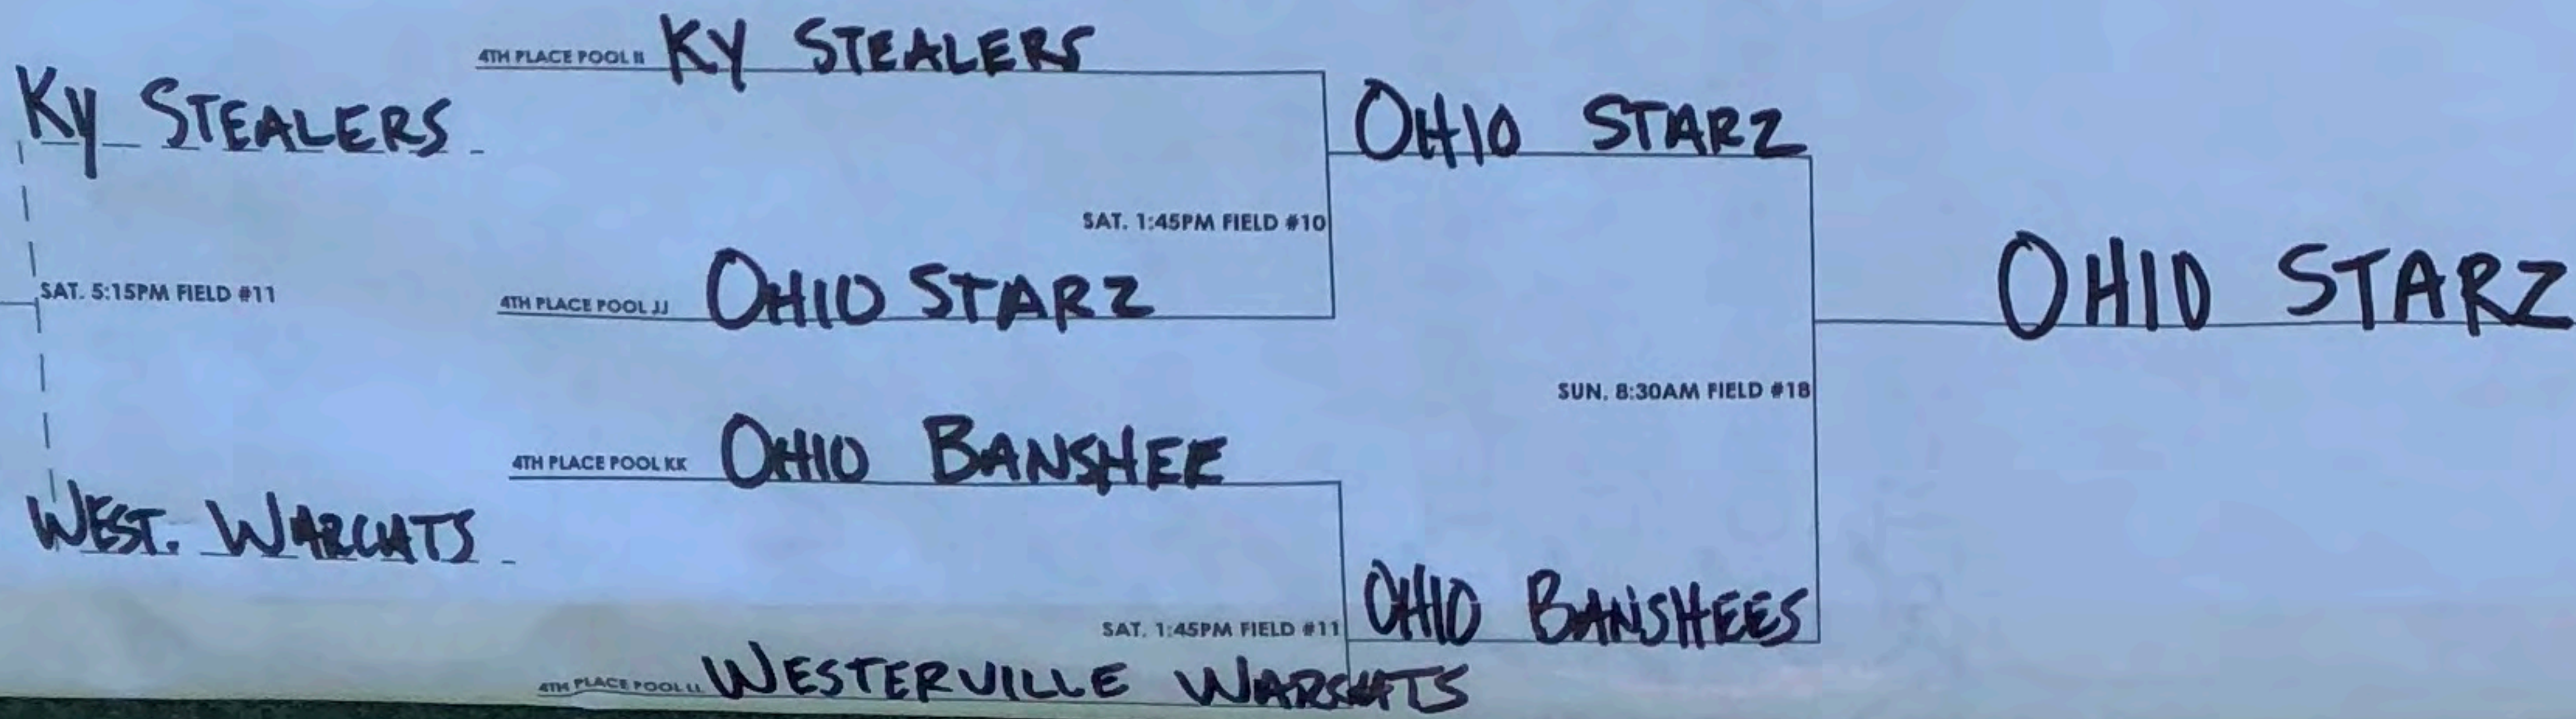 4TH PLACE POOL II KY STEALERS
KY STEALERS
OHIO STARZ
SAT. 1:45PM FIELD #10
SAT. 5:15PM FIELD #11
4TH PLACE POOL JJ OHIO STARZ
OHIO STARZ
SUN. 8:30AM FIELD #18
4TH PLACE POOL KK OHIO BANSHEE
WEST. WARCATS
OHIO BANSHEES
SAT. 1:45PM FIELD #11
4TH PLACE POOL LL WESTERVILLE WARCATS